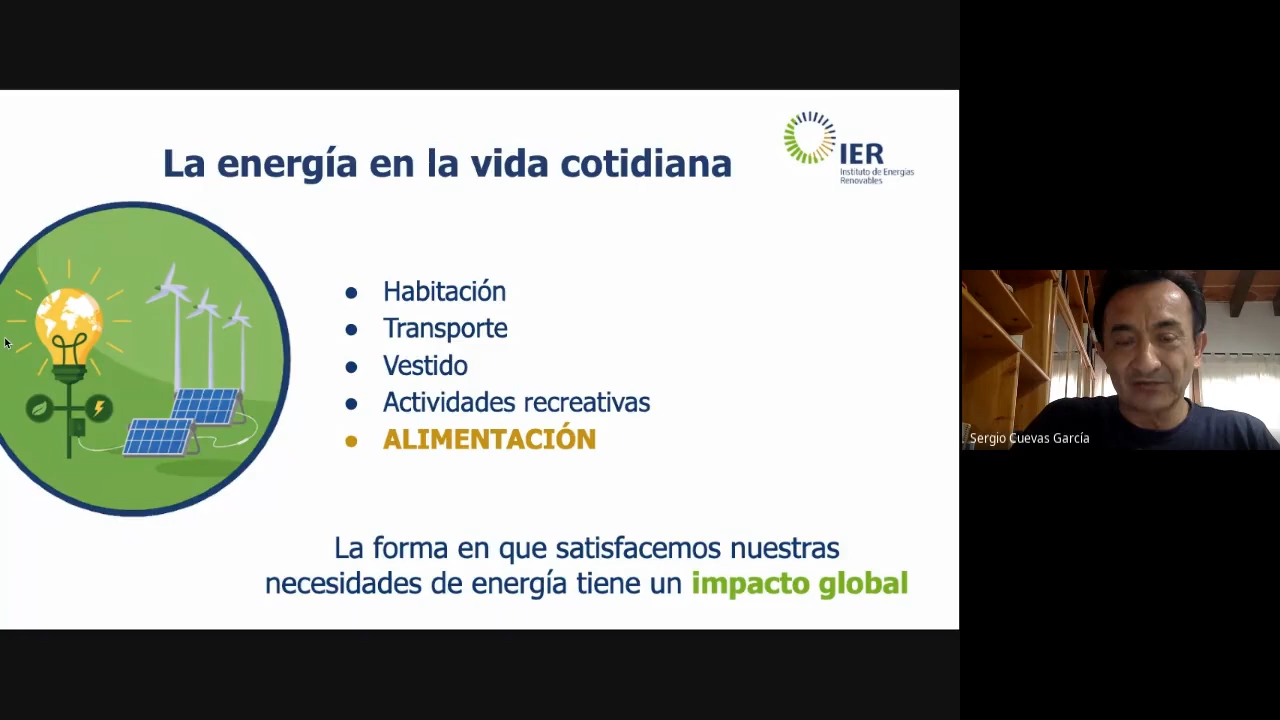 La energía en la vida cotidiana
IER
Instituto de Energías
Renovables
● Habitación
● Transporte
● Vestido
● Actividades recreativas
● ALIMENTACIÓN
La forma en que satisfacemos nuestras
necesidades de energía tiene un impacto global
Sergio Cuevas García